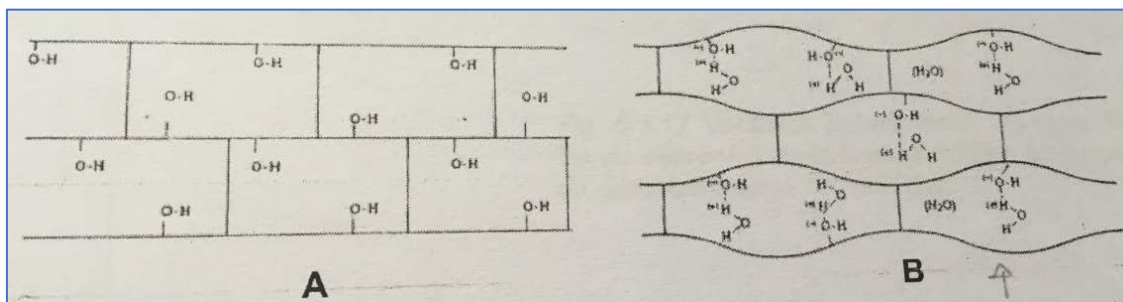 O-H O-H O-H
O-H O-H O-H
O-H O-H O-H
O-H O-H O-H
A
O-H H-O O-H
H O H O H (H₂O) H O
H H
O-H
H O H
O-H H O O-H
H O H (H₂O) H O
H O-H H
B